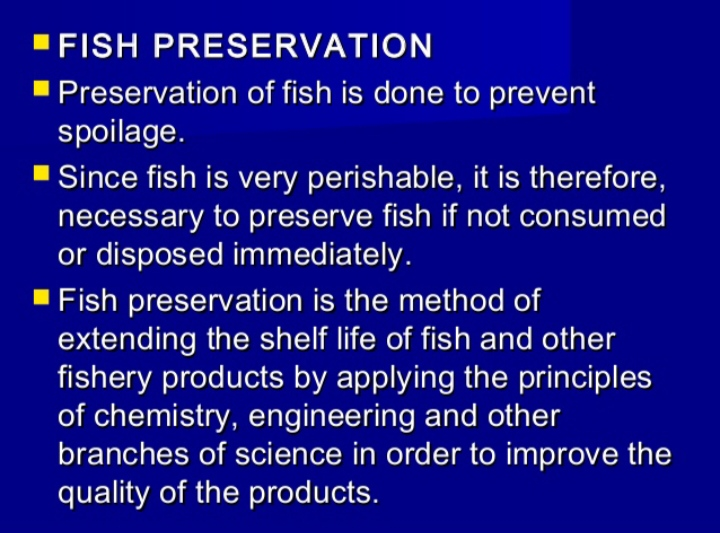 FISH PRESERVATION
Preservation of fish is done to prevent
spoilage.
Since fish is very perishable, it is therefore,
necessary to preserve fish if not consumed
or disposed immediately.
Fish preservation is the method of
extending the shelf life of fish and other
fishery products by applying the principles
of chemistry, engineering and other
branches of science in order to improve the
quality of the products.